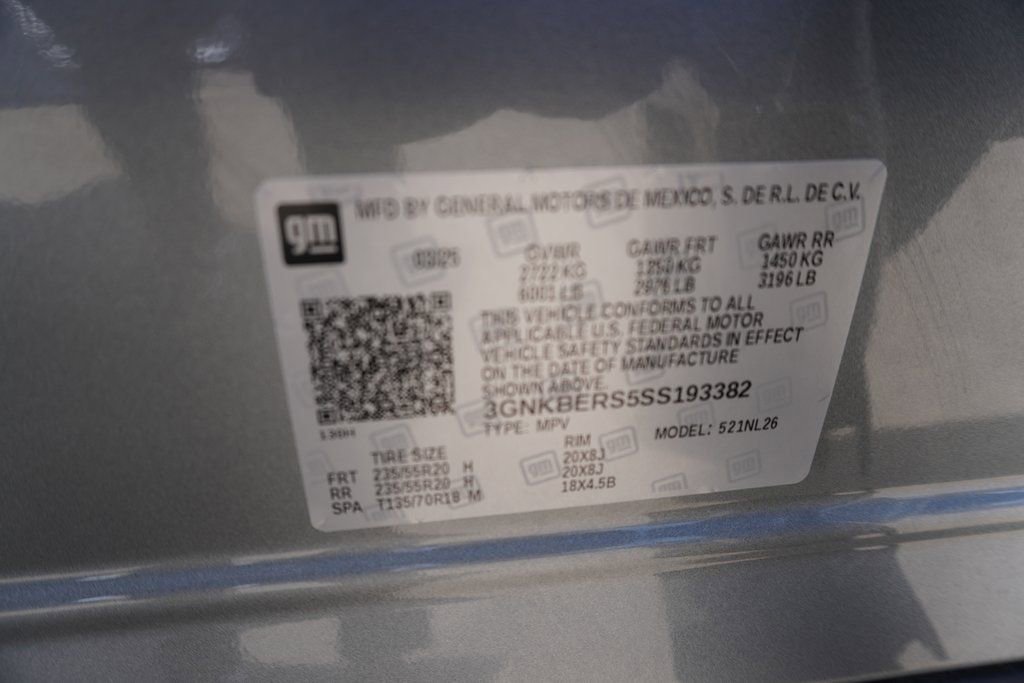 gm
MFD BY GENERAL MOTORS DE MEXICO, S. DE R.L. DE C.V.
03/25 GVWR GAWR FRT GAWR RR
2722 KG 1350 KG 1450 KG
6001 LB 2976 LB 3196 LB
THIS VEHICLE CONFORMS TO ALL
APPLICABLE U.S. FEDERAL MOTOR
VEHICLE SAFETY STANDARDS IN EFFECT
ON THE DATE OF MANUFACTURE
SHOWN ABOVE.
3GNKBERS5SS193382
TYPE: MPV MODEL: 521NL26
TIRE SIZE RIM
FRT 235/55R20 H 20X8J
RR 235/55R20 H 20X8J
SPA T135/70R18 M 18X4.5B